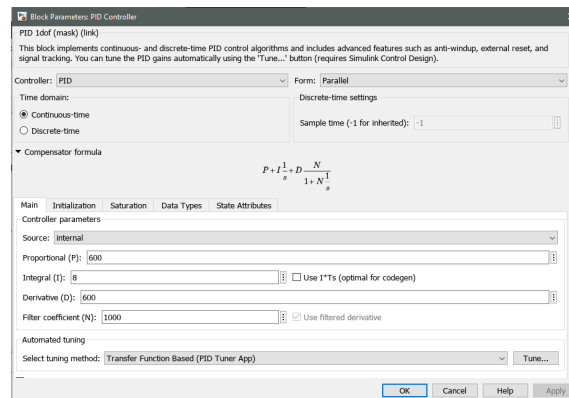 Block Parameters: PID Controller
PID 1dof (mask) (link)
This block implements continuous- and discrete-time PID control algorithms and includes advanced features such as anti-windup, external reset, and
signal tracking. You can tune the PID gains automatically using the 'Tune...' button (requires Simulink Control Design).
Controller: PID Form: Parallel
Time domain: Discrete-time settings
Continuous-time
Sample time (-1 for inherited): -1
Discrete-time
Compensator formula
P+I 1/s +D N/(1+N 1/s)
Main Initialization Saturation Data Types State Attributes
Controller parameters
Source: internal
Proportional (P): 600
Integral (I): 8 Use I*Ts (optimal for codegen)
Derivative (D): 600
Filter coefficient (N): 1000 Use filtered derivative
Automated tuning
Select tuning method: Transfer Function Based (PID Tuner App) Tune...
OK Cancel Help Apply